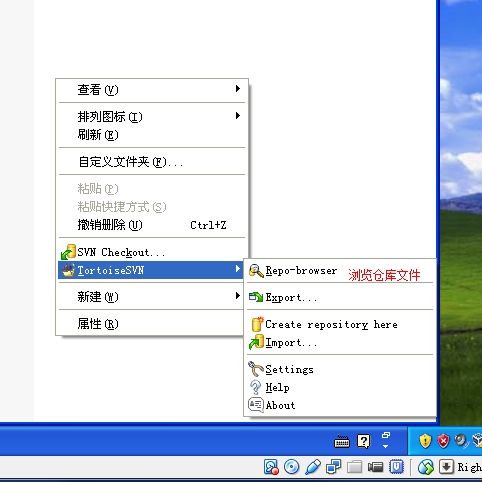 查看(V)
排列图标(I)
刷新(E)
自定义文件夹(F)...
粘贴(P)
粘贴快捷方式(S)
撤销删除(U) Ctrl+Z
SVN Checkout...
TortoiseSVN
新建(W)
属性(R)
Repo-browser 浏览仓库文件
Export...
Create repository here
Import...
Settings
Help
About
Righ